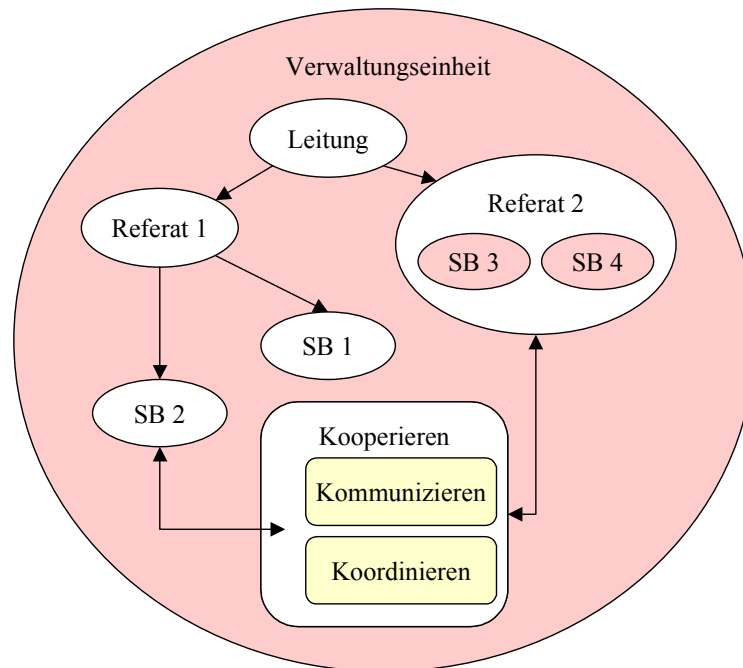 Verwaltungseinheit
Leitung
Referat 1
Referat 2
SB 3
SB 4
SB 1
SB 2
Kooperieren
Kommunizieren
Koordinieren